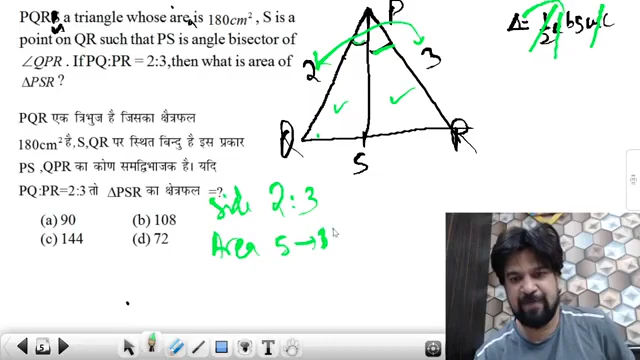 PQR is a triangle whose area is 180cm², S is a
point on QR such that PS is angle bisector of
∠QPR. If PQ:PR = 2:3, then what is area of
ΔPSR ?
PQR एक त्रिभुज है जिसका क्षेत्रफल
180cm² है, S, QR पर स्थित बिन्दु है इस प्रकार
PS ,QPR का कोण समद्विभाजक है। यदि
PQ:PR=2:3 तो ΔPSR का क्षेत्रफल =?
(a) 90 (b) 108
(c) 144 (d) 72
P
2
3
Q
S
R
side 2:3
Area 5→
Δ=
5